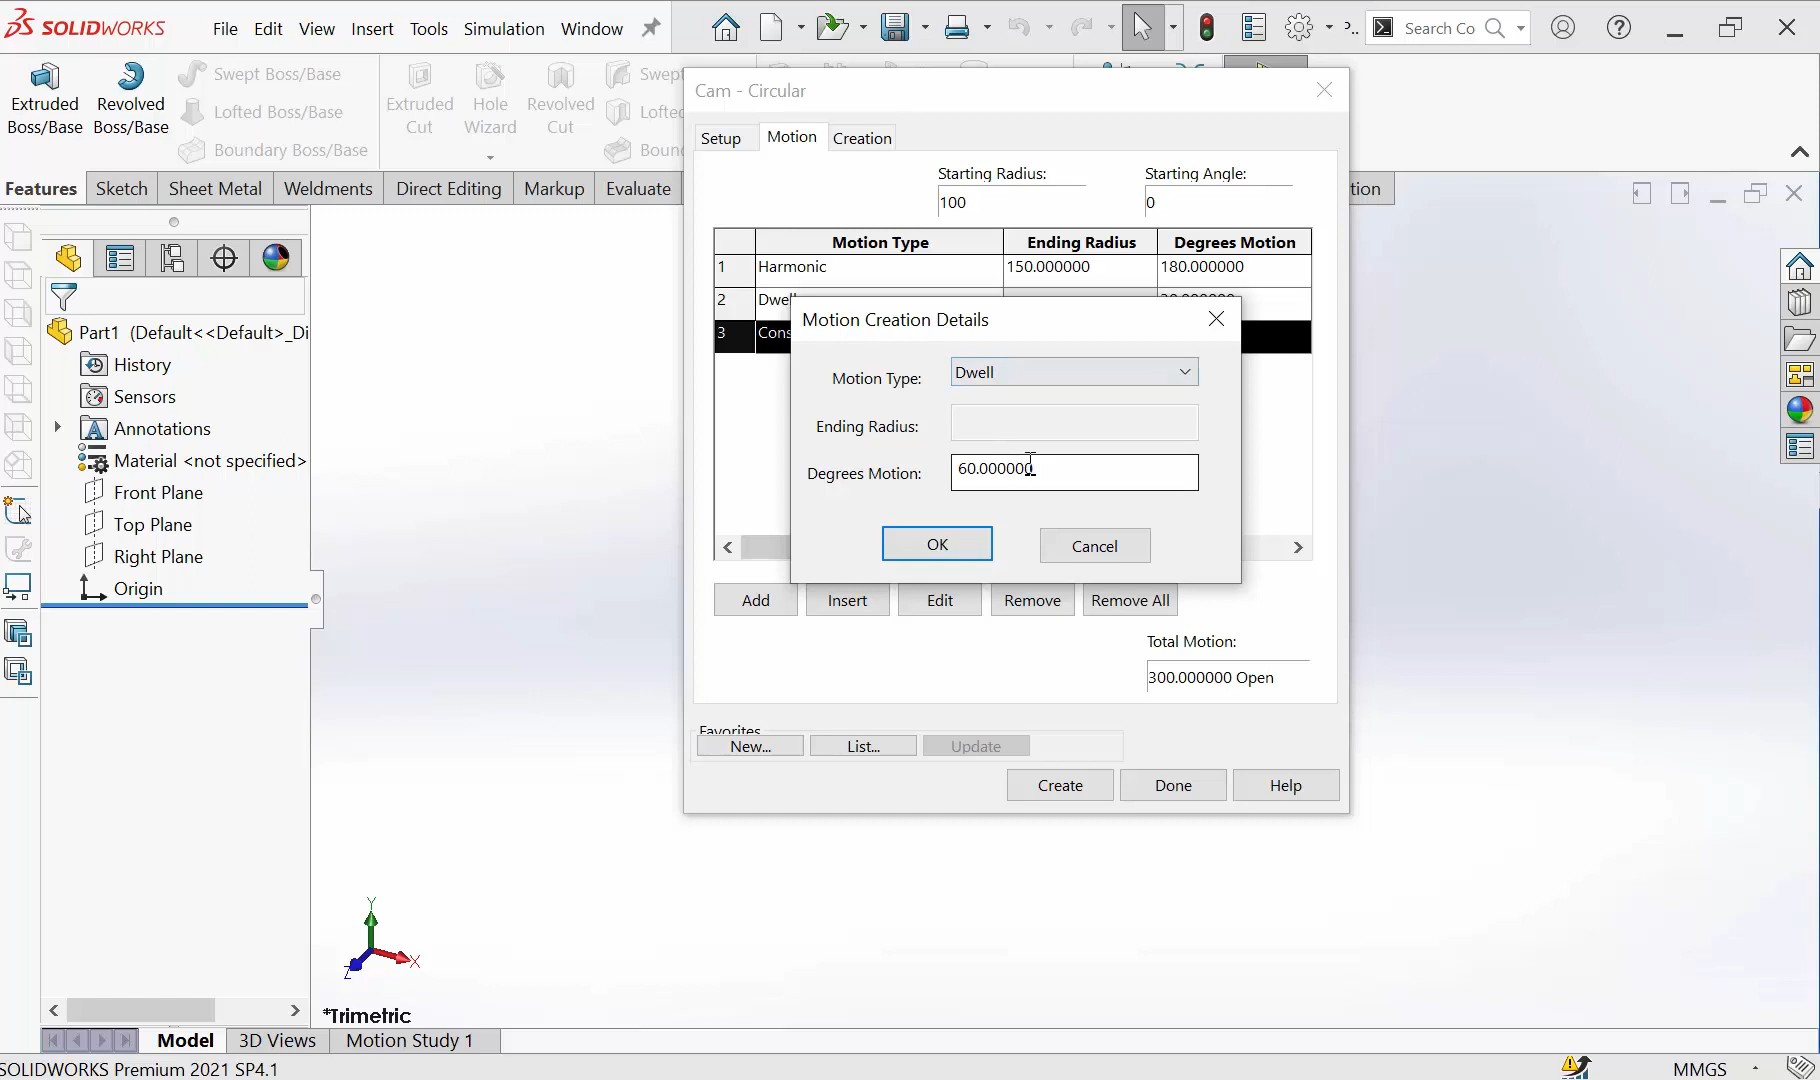 SOLIDWORKS
File Edit View Insert Tools Simulation Window
Search Co
Extruded Boss/Base
Revolved Boss/Base
Swept Boss/Base
Lofted Boss/Base
Boundary Boss/Base
Extruded Cut
Hole Wizard
Revolved Cut
Features Sketch Sheet Metal Weldments Direct Editing Markup Evaluate
Part1 (Default<<Default>_Di
History
Sensors
Annotations
Material <not specified>
Front Plane
Top Plane
Right Plane
Origin
Cam - Circular
Setup Motion Creation
Starting Radius: Starting Angle:
100 0
Motion Type Ending Radius Degrees Motion
1 Harmonic 150.000000 180.000000
2 Dwell
3 Cons
Motion Creation Details
Motion Type: Dwell
Ending Radius:
Degrees Motion: 60.000000
OK Cancel
Add Insert Edit Remove Remove All
Total Motion:
300.000000 Open
Favorites
New... List... Update
Create Done Help
Y
X
Z
*Trimetric
Model 3D Views Motion Study 1
SOLIDWORKS Premium 2021 SP4.1 MMGS